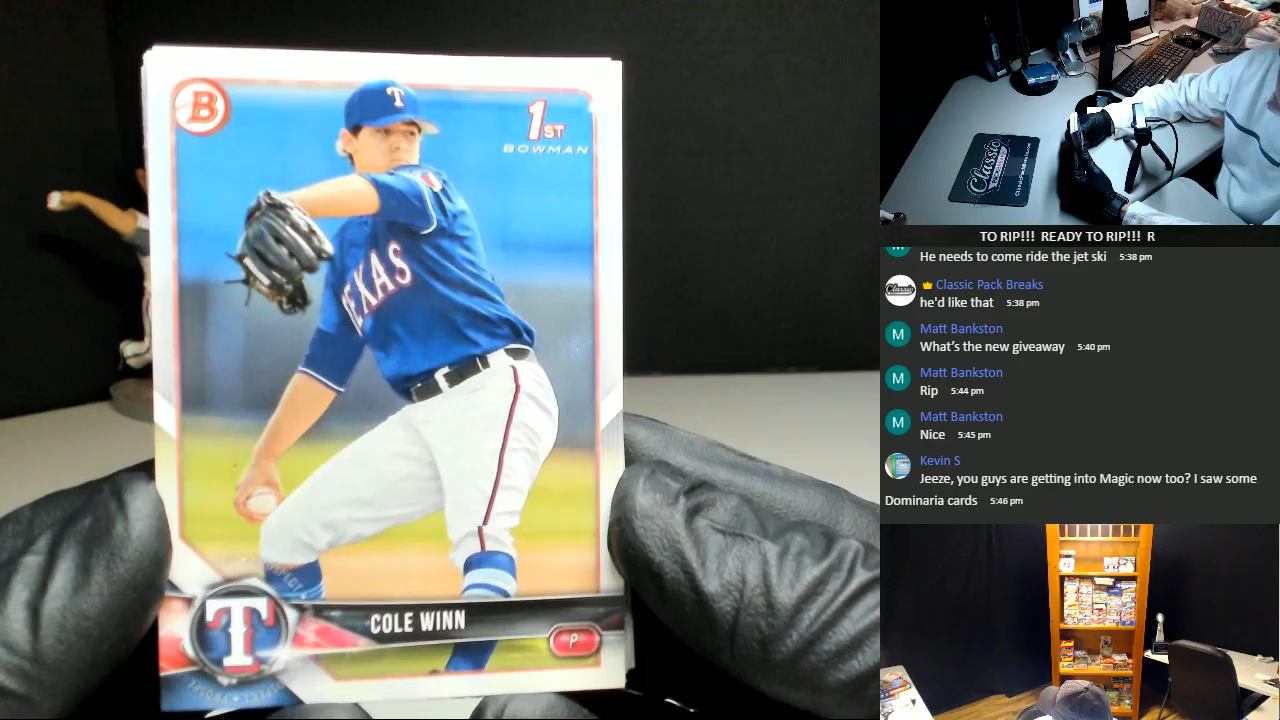 B
T
1ST
BOWMAN
TEXAS
T
COLE WINN
P
Classic
TO RIP!!! READY TO RIP!!! R
M
He needs to come ride the jet ski 5:38 pm
Classic Pack Breaks
he'd like that 5:38 pm
M
Matt Bankston
What's the new giveaway 5:40 pm
M
Matt Bankston
Rip 5:44 pm
M
Matt Bankston
Nice 5:45 pm
Kevin S
Jeeze, you guys are getting into Magic now too? I saw some
Dominaria cards 5:46 pm